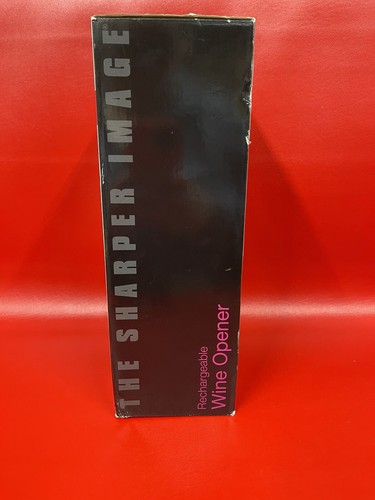 THE SHARPER IMAGE
Rechargeable
Wine Opener